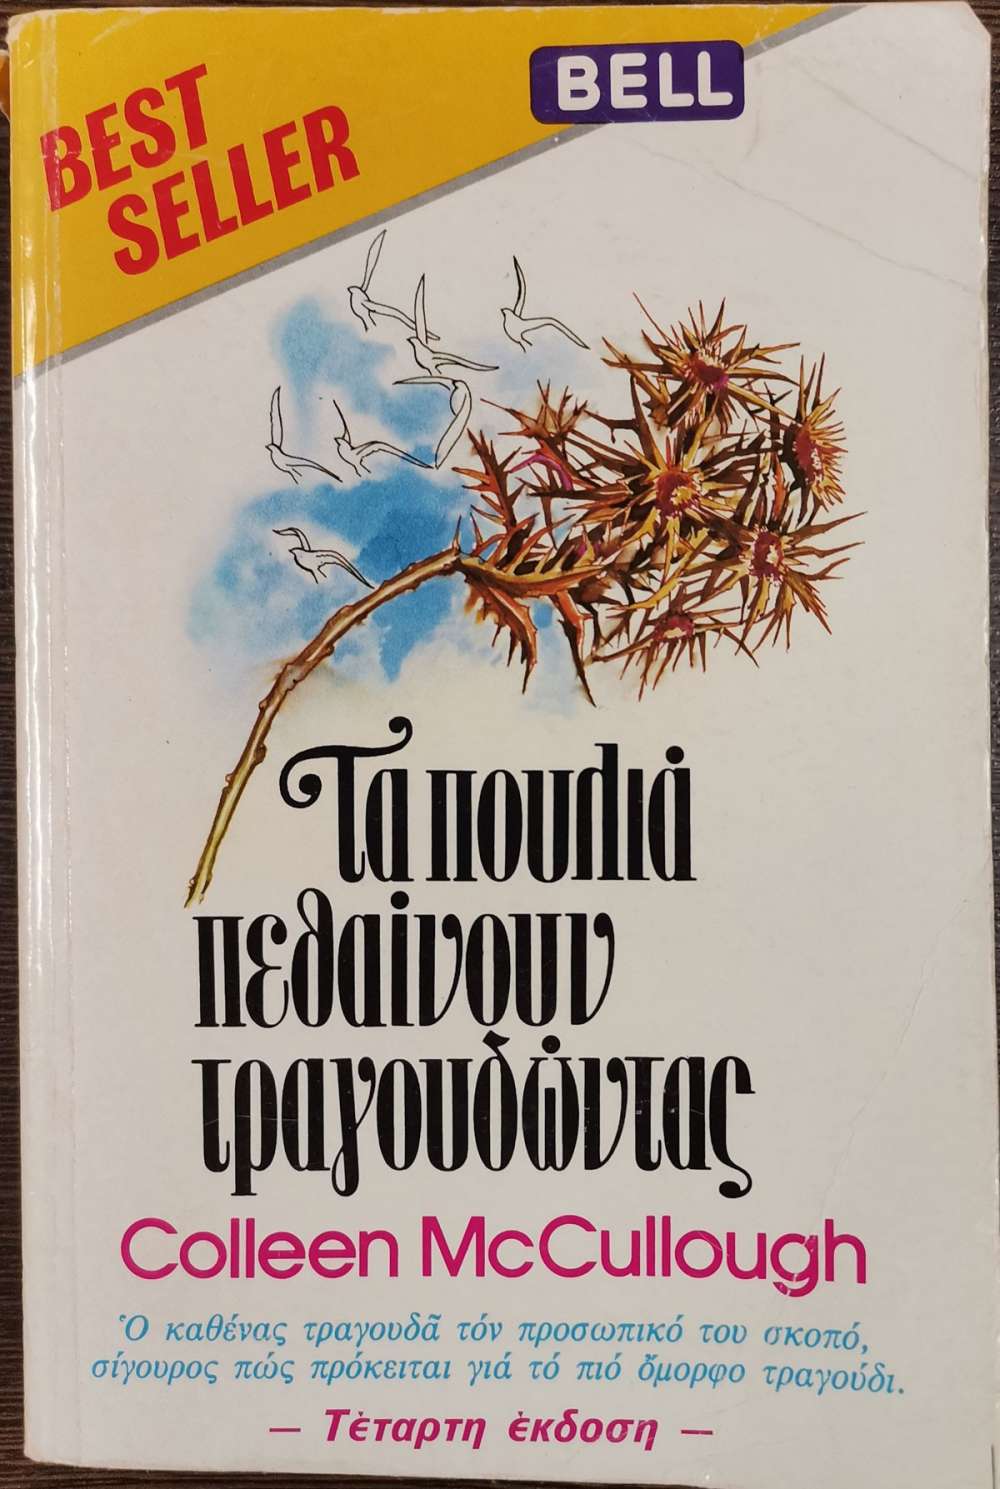 BEST
SELLER
BELL
Τα πουλιά
πεθαίνουν
τραγουδώντας
Colleen McCullough
Ὁ καθένας τραγουδᾶ τόν προσωπικό του σκοπό,
σίγουρος πώς πρόκειται γιά τό πιό ὄμορφο τραγούδι.
— Τέταρτη έκδοση —